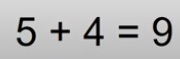 5 + 4 = 9